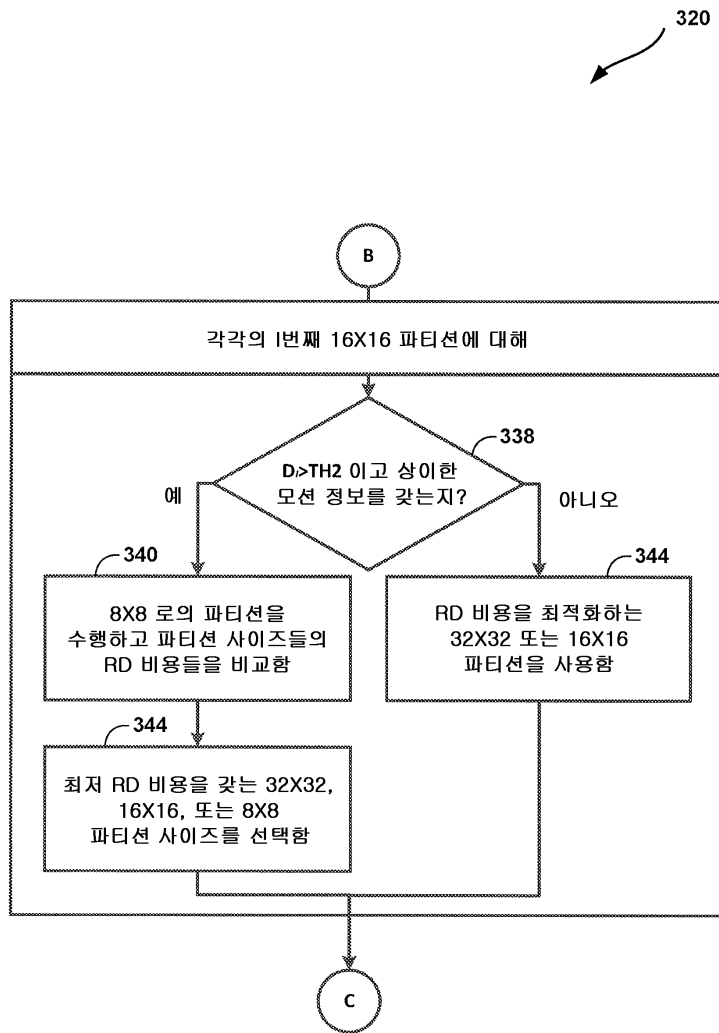 320
B
각각의 I번째 16X16 파티션에 대해
338
Di>TH2 이고 상이한
모션 정보를 갖는지?
예
아니오
340
8X8 로의 파티션을
수행하고 파티션 사이즈들의
RD 비용들을 비교함
344
RD 비용을 최적화하는
32X32 또는 16X16
파티션을 사용함
344
최저 RD 비용을 갖는 32X32,
16X16, 또는 8X8
파티션 사이즈를 선택함
C